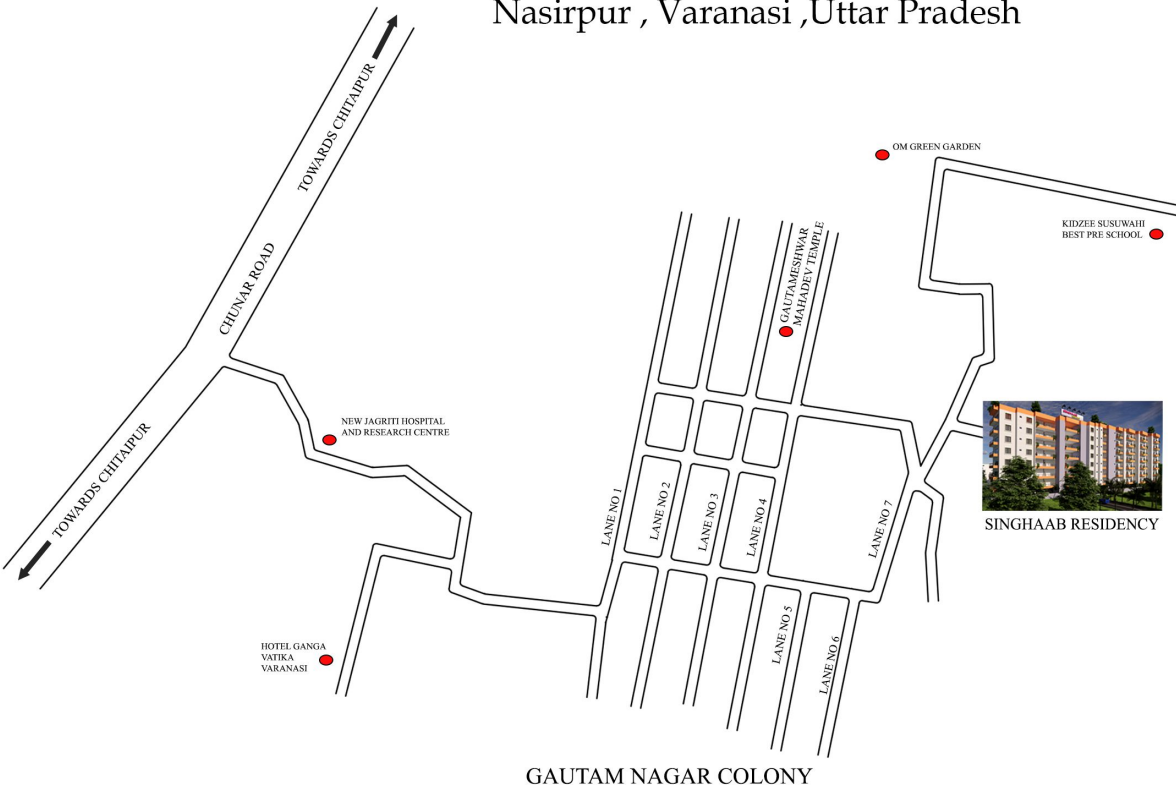 Nasirpur , Varanasi ,Uttar Pradesh
TOWARDS CHITAIPUR
OM GREEN GARDEN
KIDZEE SUSUWAHI
BEST PRE SCHOOL
GAUTAMESHWAR
MAHADEV TEMPLE
CHUNAR ROAD
NEW JAGRITI HOSPITAL
AND RESEARCH CENTRE
TOWARDS CHITAIPUR
LANE NO 1
LANE NO 2
LANE NO 3
LANE NO 4
LANE NO 7
SINGHAAB RESIDENCY
LANE NO 5
LANE NO 6
HOTEL GANGA
VATIKA
VARANASI
GAUTAM NAGAR COLONY